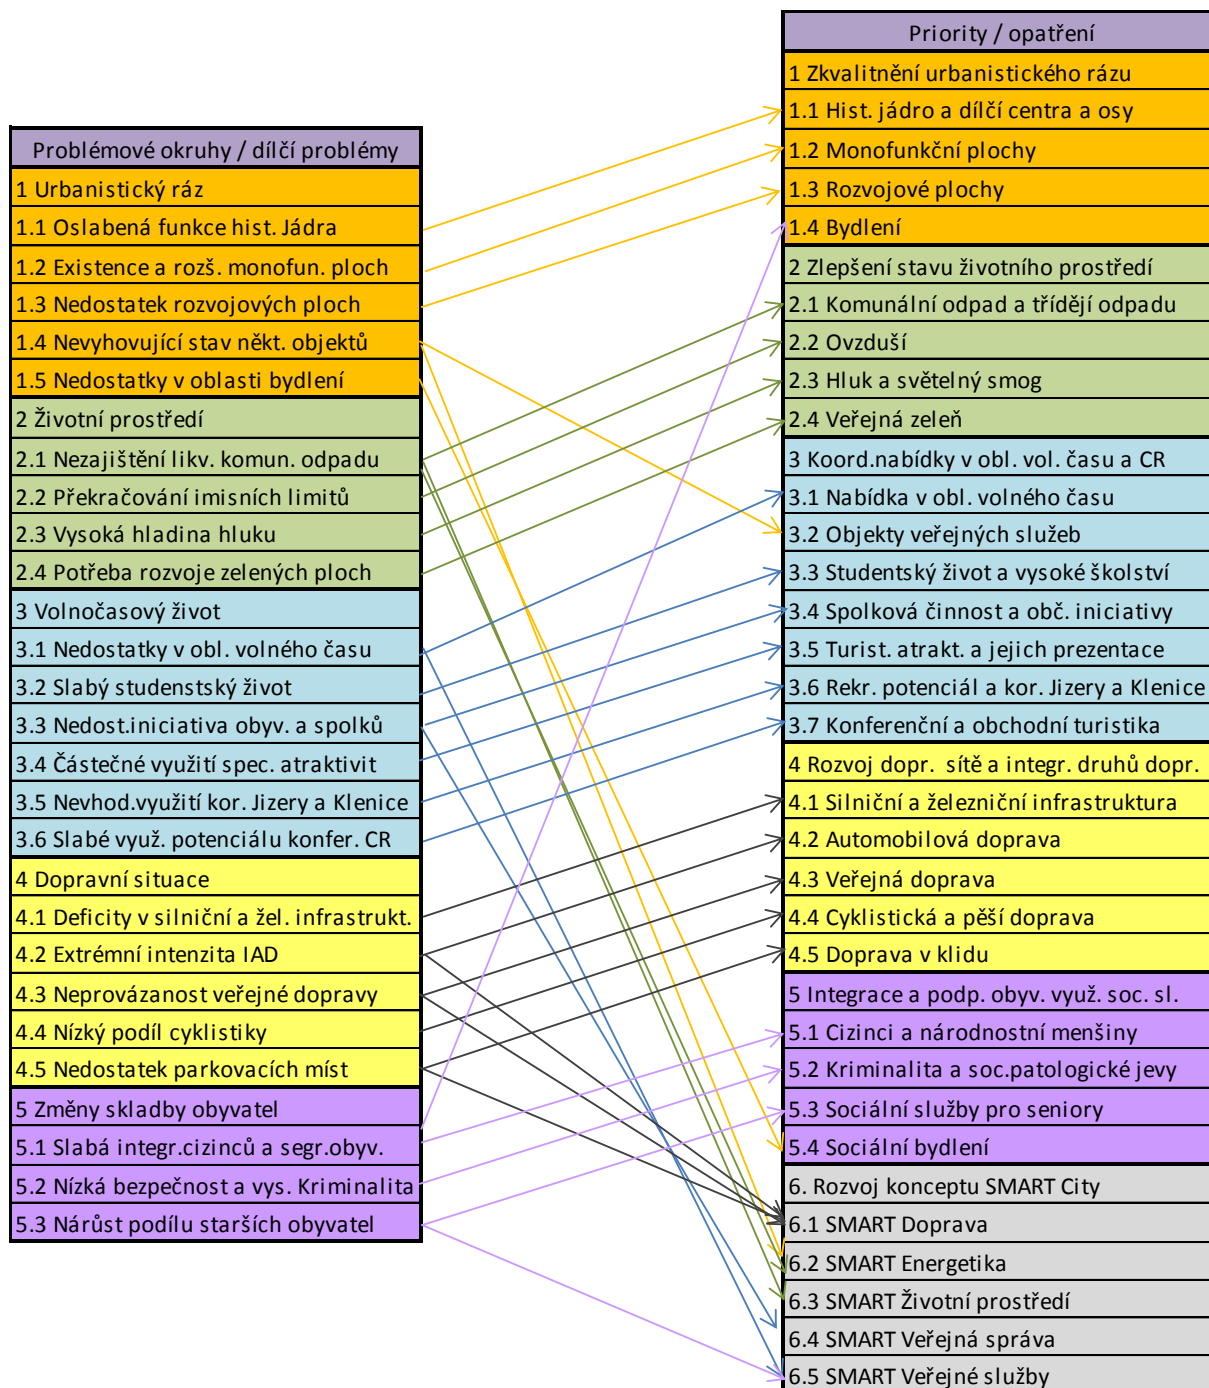 Problémové okruhy / dílčí problémy
1 Urbanistický ráz
1.1 Oslabená funkce hist. Jádra
1.2 Existence a rozš. monofun. ploch
1.3 Nedostatek rozvojových ploch
1.4 Nevyhovující stav někt. objektů
1.5 Nedostatky v oblasti bydlení
2 Životní prostředí
2.1 Nezajištění likv. komun. odpadu
2.2 Překračování imisních limitů
2.3 Vysoká hladina hluku
2.4 Potřeba rozvoje zelených ploch
3 Volnočasový život
3.1 Nedostatky v obl. volného času
3.2 Slabý studenstský život
3.3 Nedost.iniciativa obyv. a spolků
3.4 Částečné využití spec. atraktivit
3.5 Nevhod.využití kor. Jizery a Klenice
3.6 Slabé využ. potenciálu konfer. CR
4 Dopravní situace
4.1 Deficity v silniční a žel. infrastrukt.
4.2 Extrémní intenzita IAD
4.3 Neprovázanost veřejné dopravy
4.4 Nízký podíl cyklistiky
4.5 Nedostatek parkovacích míst
5 Změny skladby obyvatel
5.1 Slabá integr.cizinců a segr.obyv.
5.2 Nízká bezpečnost a vys. Kriminalita
5.3 Nárůst podílu starších obyvatel
Priority / opatření
1 Zkvalitnění urbanistického rázu
1.1 Hist. jádro a dílčí centra a osy
1.2 Monofunkční plochy
1.3 Rozvojové plochy
1.4 Bydlení
2 Zlepšení stavu životního prostředí
2.1 Komunální odpad a třídějí odpadu
2.2 Ovzduší
2.3 Hluk a světelný smog
2.4 Veřejná zeleň
3 Koord.nabídky v obl. vol. času a CR
3.1 Nabídka v obl. volného času
3.2 Objekty veřejných služeb
3.3 Studentský život a vysoké školství
3.4 Spolková činnost a obč. iniciativy
3.5 Turist. atrakt. a jejich prezentace
3.6 Rekr. potenciál a kor. Jizery a Klenice
3.7 Konferenční a obchodní turistika
4 Rozvoj dopr. sítě a integr. druhů dopr.
4.1 Silniční a železniční infrastruktura
4.2 Automobilová doprava
4.3 Veřejná doprava
4.4 Cyklistická a pěší doprava
4.5 Doprava v klidu
5 Integrace a podp. obyv. využ. soc. sl.
5.1 Cizinci a národnostní menšiny
5.2 Kriminalita a soc.patologické jevy
5.3 Sociální služby pro seniory
5.4 Sociální bydlení
6. Rozvoj konceptu SMART City
6.1 SMART Doprava
6.2 SMART Energetika
6.3 SMART Životní prostředí
6.4 SMART Veřejná správa
6.5 SMART Veřejné služby